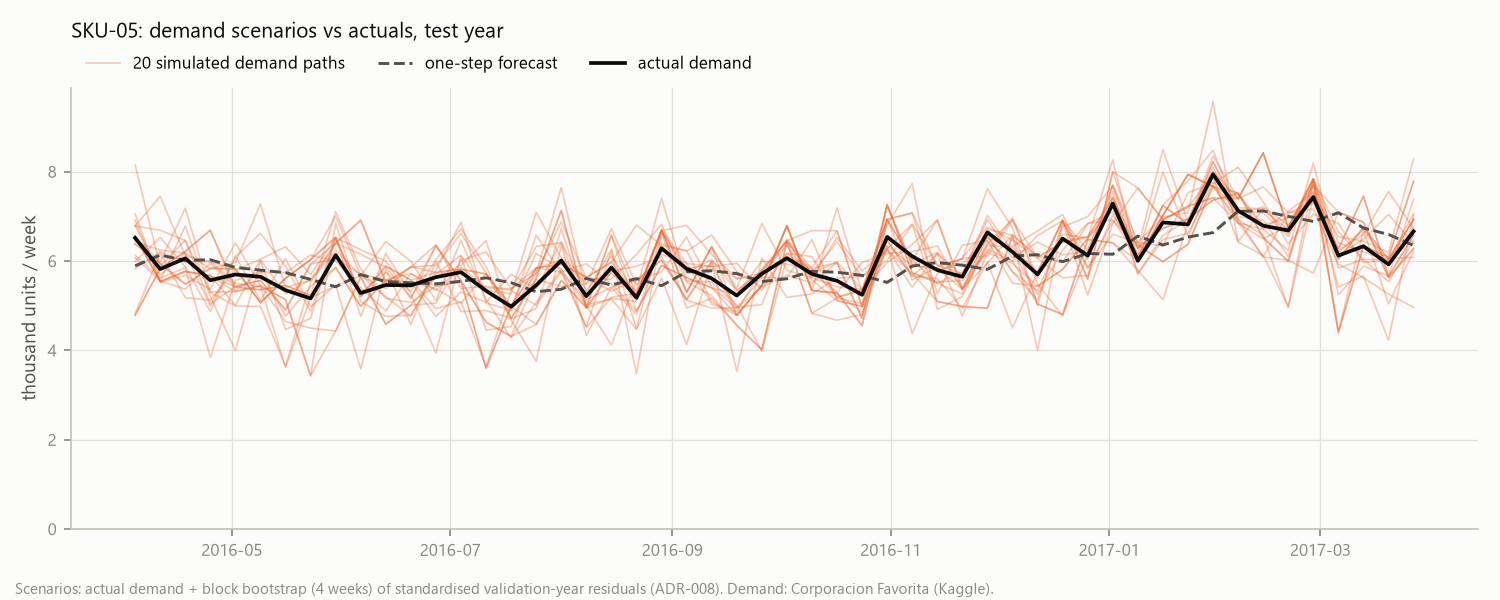 SKU-05: demand scenarios vs actuals, test year
20 simulated demand paths one-step forecast actual demand
thousand units / week
8
6
4
2
0
2016-05 2016-07 2016-09 2016-11 2017-01 2017-03
Scenarios: actual demand + block bootstrap (4 weeks) of standardised validation-year residuals (ADR-008). Demand: Corporacion Favorita (Kaggle).